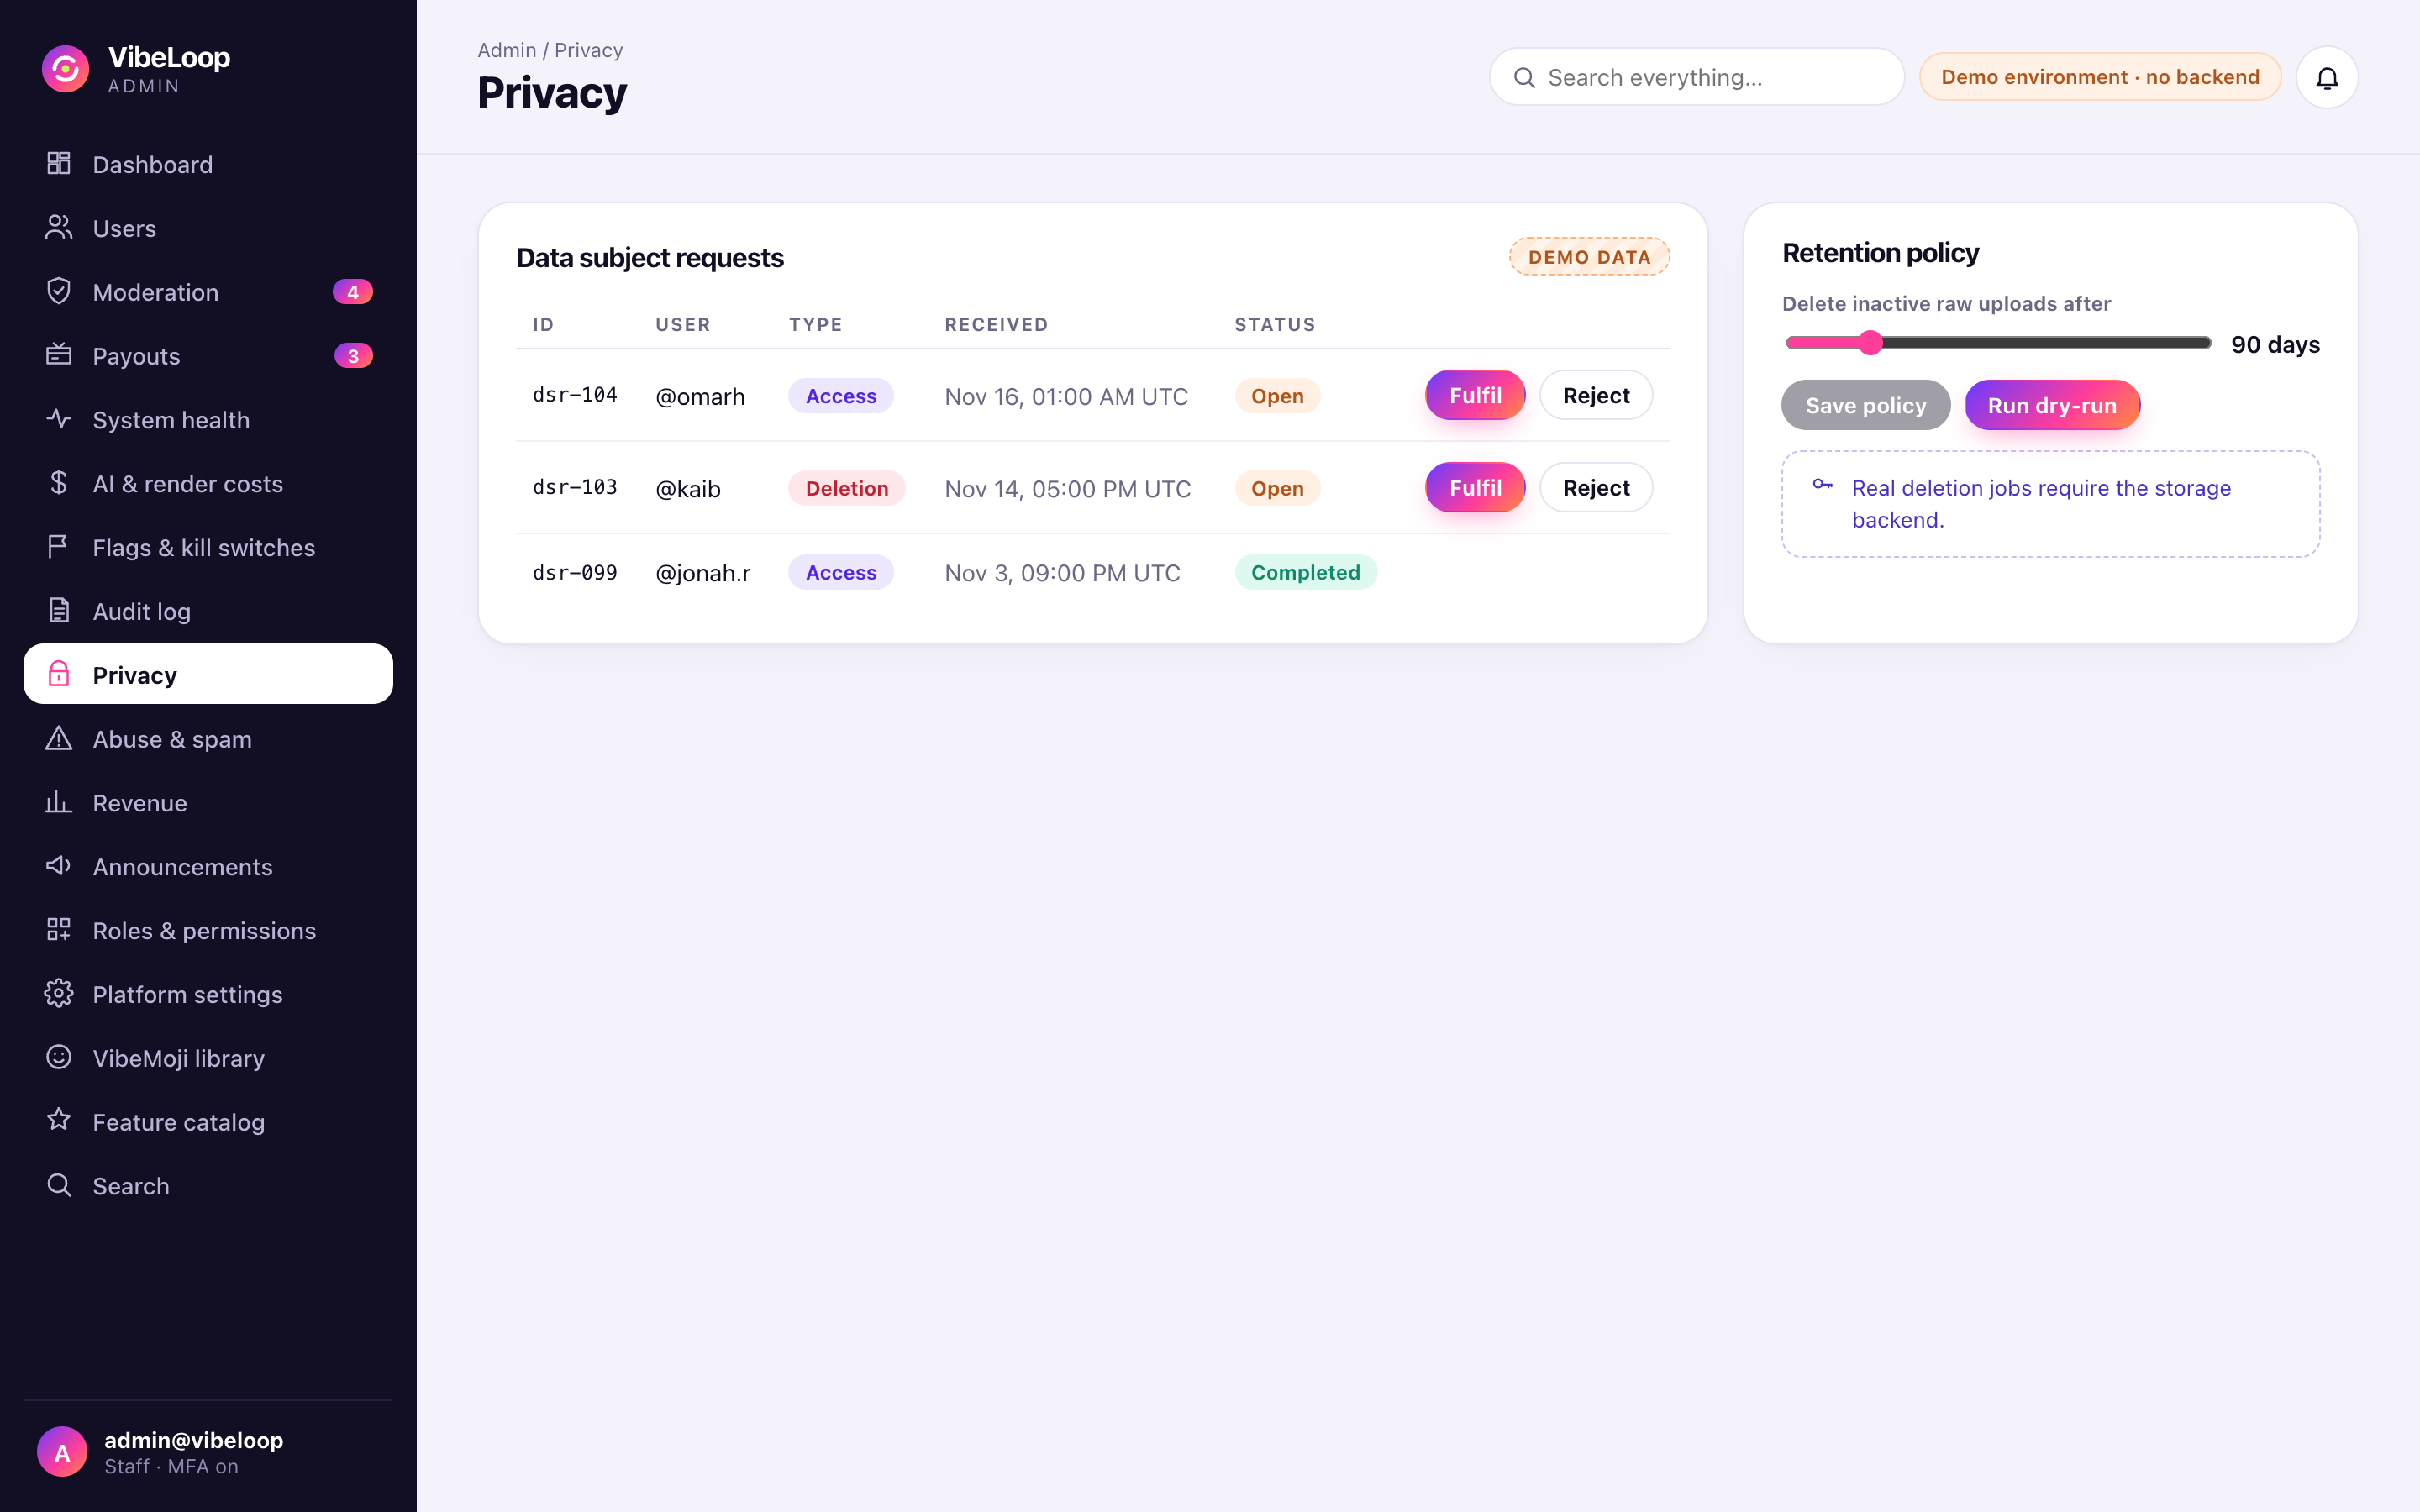 VibeLoop
ADMIN
Dashboard
Users
Moderation 4
Payouts 3
System health
AI & render costs
Flags & kill switches
Audit log
Privacy
Abuse & spam
Revenue
Announcements
Roles & permissions
Platform settings
VibeMoji library
Feature catalog
Search
A
admin@vibeloop
Staff · MFA on
Admin / Privacy
Privacy
Search everything...
Demo environment · no backend
Data subject requests
DEMO DATA
ID USER TYPE RECEIVED STATUS
dsr-104 @omarh Access Nov 16, 01:00 AM UTC Open Fulfil Reject
dsr-103 @kaib Deletion Nov 14, 05:00 PM UTC Open Fulfil Reject
dsr-099 @jonah.r Access Nov 3, 09:00 PM UTC Completed
Retention policy
Delete inactive raw uploads after
90 days
Save policy Run dry-run
Real deletion jobs require the storage
backend.